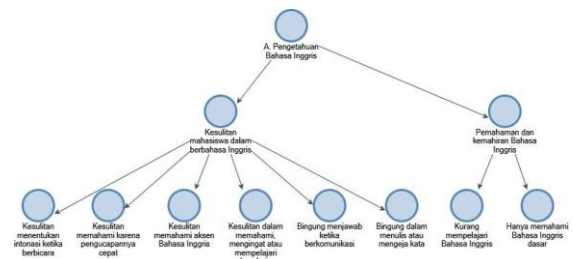 A. Pengetahuan
Bahasa Inggris
Kesulitan
mahasiswa dalam
berbahasa Inggris
Pemahaman dan
kemahiran Bahasa
Inggris
Kesulitan
menentukan
intonasi ketika
berbicara
Kesulitan
memahami karena
pengucapannya
cepat
Kesulitan
memahami aksen
Bahasa Inggris
Kesulitan dalam
memahami,
mengingat atau
mempelajari
Bingung menjawab
ketika
berkomunikasi
Bingung dalam
menulis atau
mengeja kata
Kurang
mempelajari
Bahasa Inggris
Hanya memahami
Bahasa Inggris
dasar